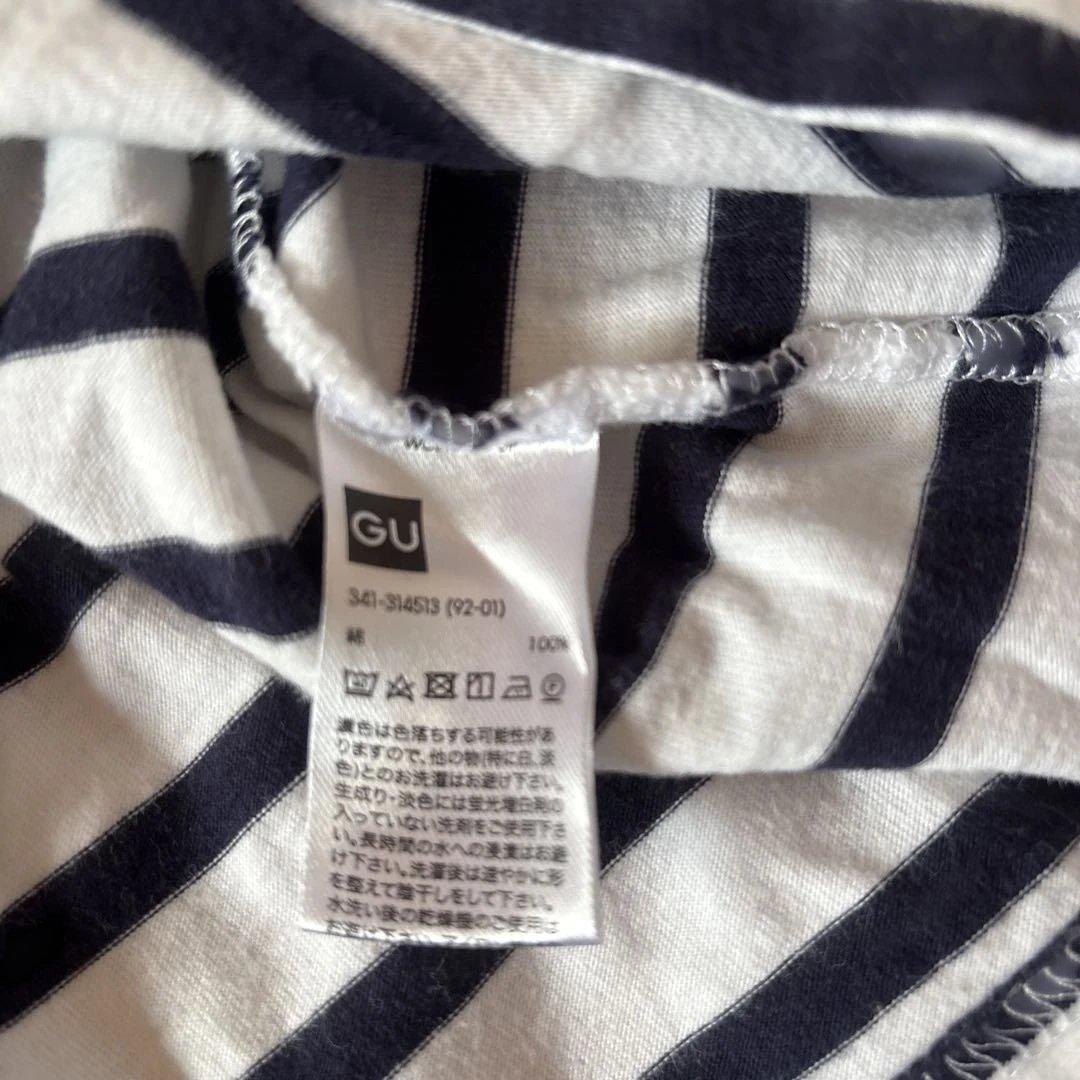 GU
341-314513 (92-01)
綿 100%
濃色は色落ちする可能性があ
りますので、他の物(特に白、淡
色)とのお洗濯はお避け下さい。
生成り・淡色には蛍光増白剤の
入っていない洗剤をご使用下さ
い。長時間の水への浸漬はお避
け下さい。洗濯後は速やかに形
を整えて陰干しをして下さい。
水洗い後の乾燥機のご使用は